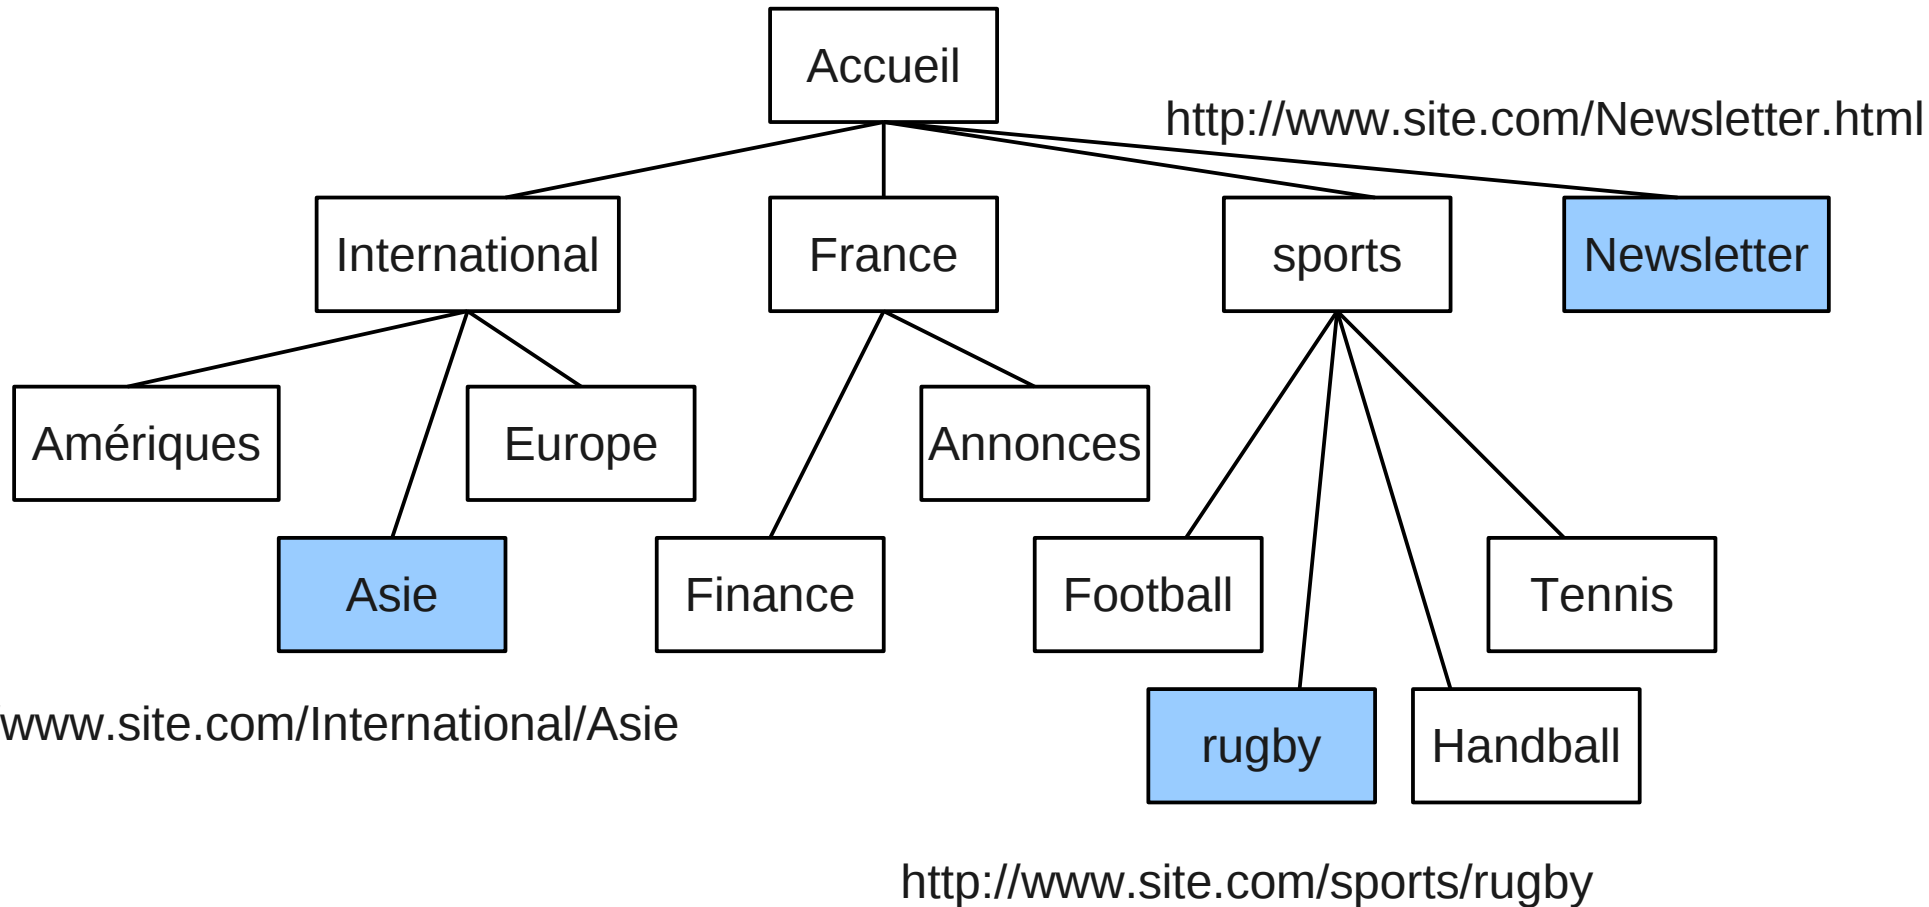 Accueil
http://www.site.com/Newsletter.html
International
France
sports
Newsletter
Amériques
Europe
Annonces
Asie
Finance
Football
Tennis
www.site.com/International/Asie
rugby
Handball
http://www.site.com/sports/rugby